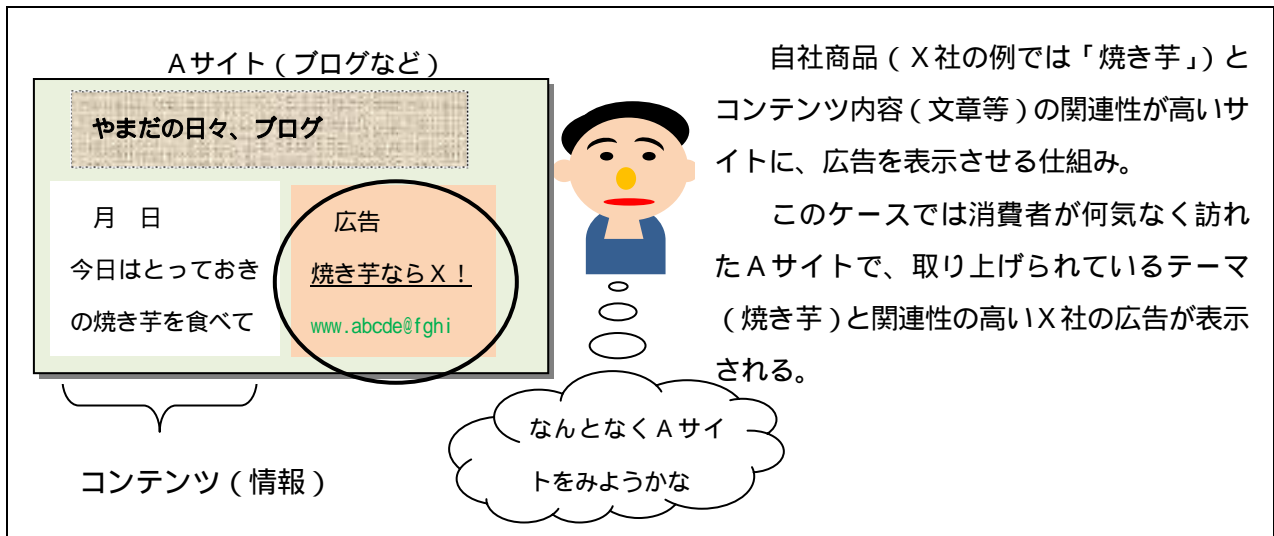 Aサイト(ブログなど)
やまだの日々、ブログ
月 日
今日はとっておき
の焼き芋を食べて
広告
焼き芋ならX!
www.abcde@fghi
コンテンツ(情報)
なんとなくAサイ
トをみようかな
自社商品(X社の例では「焼き芋」)と
コンテンツ内容(文章等)の関連性が高いサ
イトに、広告を表示させる仕組み。
このケースでは消費者が何気なく訪れ
たAサイトで、取り上げられているテーマ
(焼き芋)と関連性の高いX社の広告が表示
される。